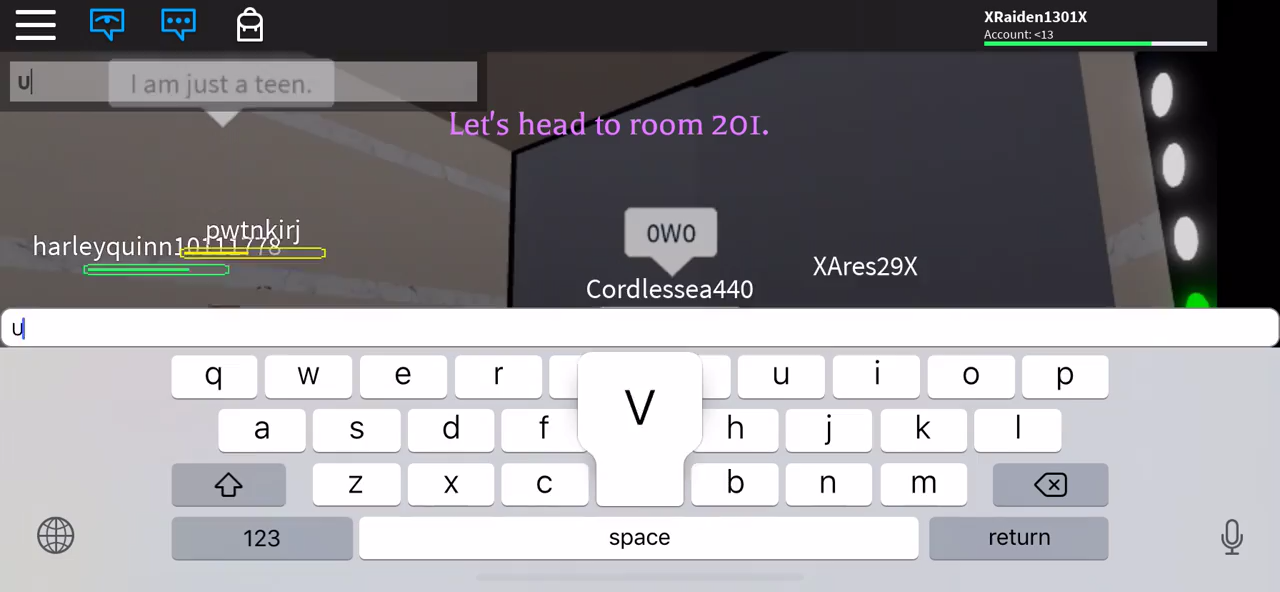 XRaiden1301X
Account: <13
U
I am just a teen.
Let's head to room 201.
pwtnkirj
harleyquinn10111778
0W0
Cordlessea440
XAres29X
U
q w e r u i o p
V
a s d f h j k l
z x c b n m
123 space return